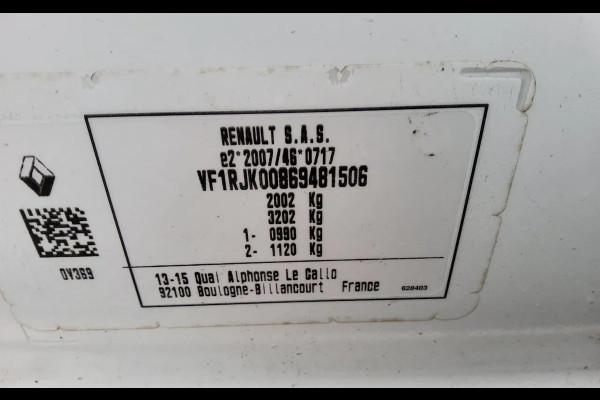 RENAULT S.A.S.
e2*2007/46*0717
VF1RJK00869481506
2002 Kg
3202 Kg
1- 0990 Kg
2- 1120 Kg
0Y369
13-15 Quai Alphonse Le Gallo
92100 Boulogne-Billancourt France
628403